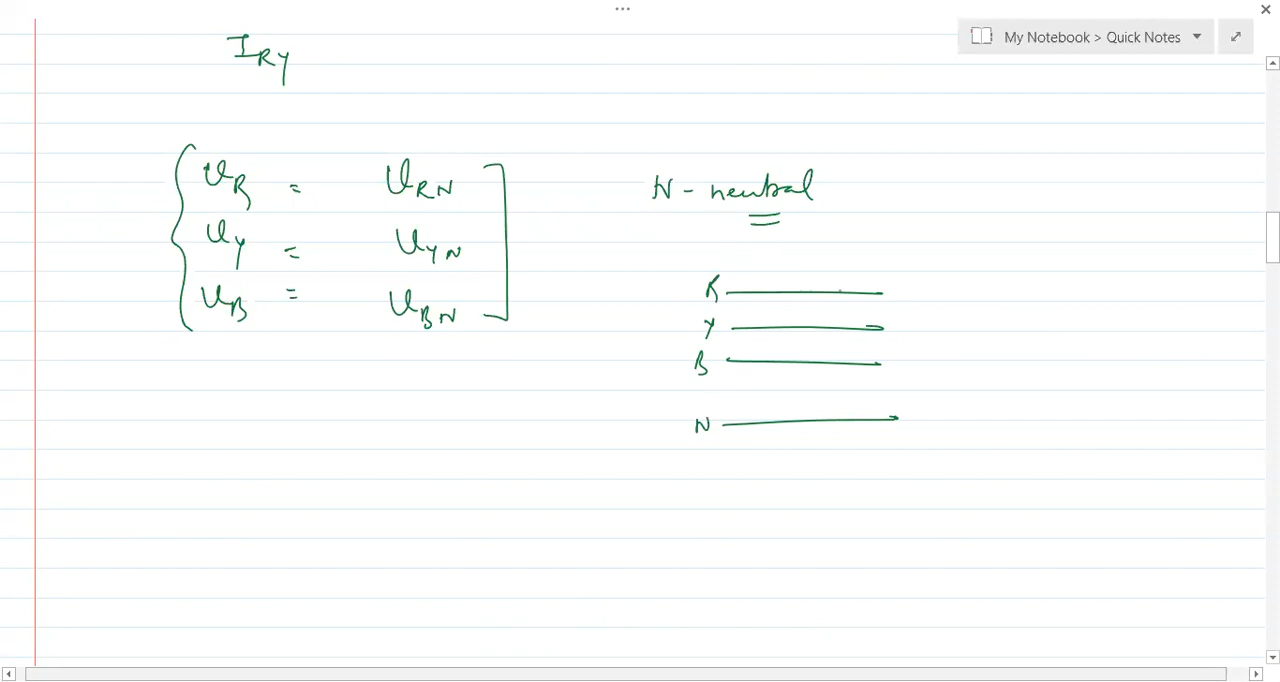 ...
My Notebook > Quick Notes
I_RY
V_R = V_RN
V_Y = V_YN
V_B = V_BN
N - neutral
R
Y
B
N